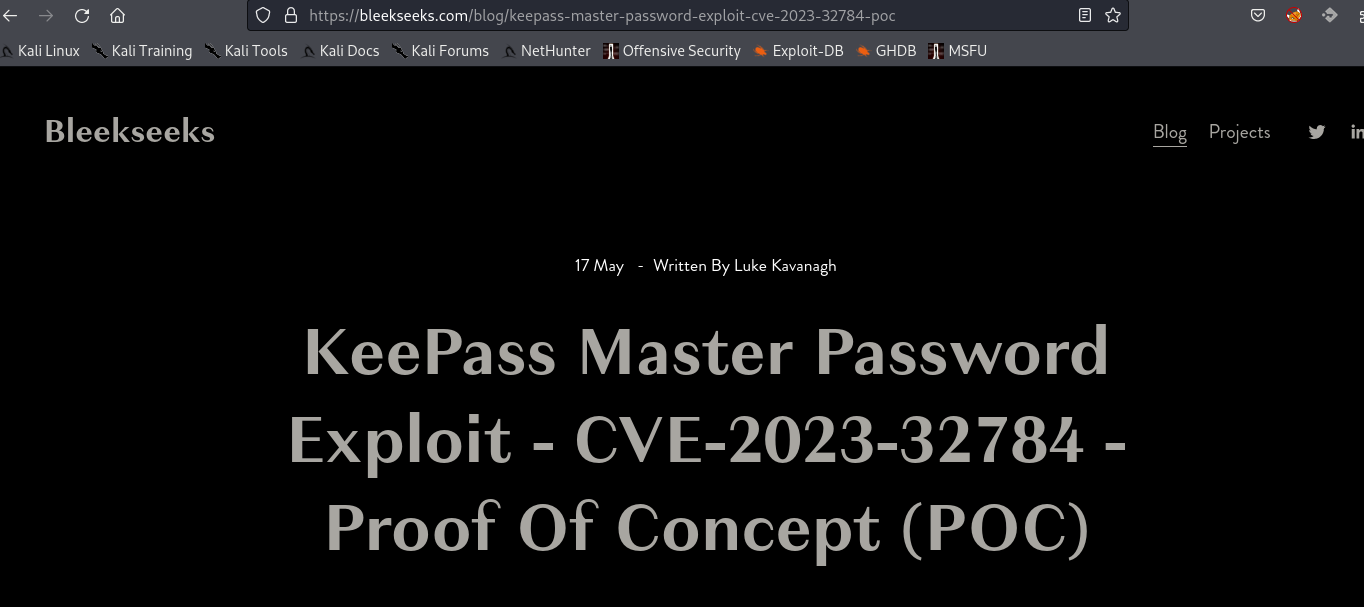 https://bleekseeks.com/blog/keepass-master-password-exploit-cve-2023-32784-poc
Kali Linux Kali Training Kali Tools Kali Docs Kali Forums NetHunter Offensive Security Exploit-DB GHDB MSFU
Bleekseeks Blog Projects
17 May - Written By Luke Kavanagh
KeePass Master Password
Exploit - CVE-2023-32784 -
Proof Of Concept (POC)